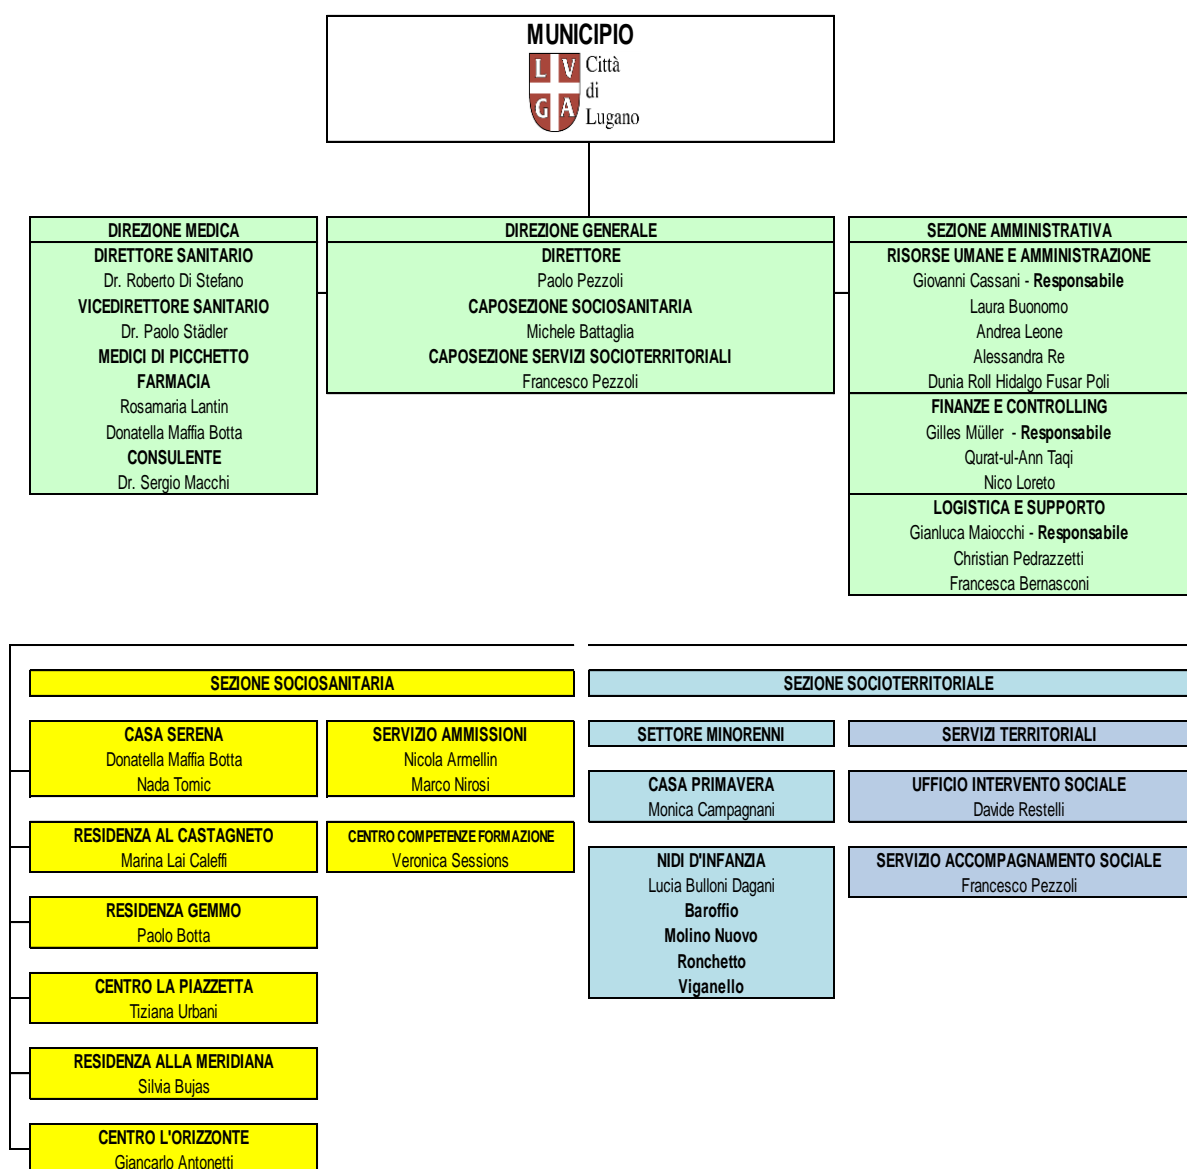 MUNICIPIO
L V
G A
Città
di
Lugano
DIREZIONE MEDICA
DIRETTORE SANITARIO
Dr. Roberto Di Stefano
VICEDIRETTORE SANITARIO
Dr. Paolo Städler
MEDICI DI PICCHETTO
FARMACIA
Rosamaria Lantin
Donatella Maffia Botta
CONSULENTE
Dr. Sergio Macchi
DIREZIONE GENERALE
DIRETTORE
Paolo Pezzoli
CAPOSEZIONE SOCIOSANITARIA
Michele Battaglia
CAPOSEZIONE SERVIZI SOCIOTERRITORIALI
Francesco Pezzoli
SEZIONE AMMINISTRATIVA
RISORSE UMANE E AMMINISTRAZIONE
Giovanni Cassani - Responsabile
Laura Buonomo
Andrea Leone
Alessandra Re
Dunia Roll Hidalgo Fusar Poli
FINANZE E CONTROLLING
Gilles Müller - Responsabile
Qurat-ul-Ann Taqi
Nico Loreto
LOGISTICA E SUPPORTO
Gianluca Maiocchi - Responsabile
Christian Pedrazzetti
Francesca Bernasconi
SEZIONE SOCIOSANITARIA
CASA SERENA
Donatella Maffia Botta
Nada Tomic
RESIDENZA AL CASTAGNETO
Marina Lai Caleffi
RESIDENZA GEMMO
Paolo Botta
CENTRO LA PIAZZETTA
Tiziana Urbani
RESIDENZA ALLA MERIDIANA
Silvia Bujas
CENTRO L'ORIZZONTE
Giancarlo Antonetti
SERVIZIO AMMISSIONI
Nicola Armellin
Marco Nirosi
CENTRO COMPETENZE FORMAZIONE
Veronica Sessions
SEZIONE SOCIOTERRITORIALE
SETTORE MINORENNI
CASA PRIMAVERA
Monica Campagnani
NIDI D'INFANZIA
Lucia Bulloni Dagani
Baroffio
Molino Nuovo
Ronchetto
Viganello
SERVIZI TERRITORIALI
UFFICIO INTERVENTO SOCIALE
Davide Restelli
SERVIZIO ACCOMPAGNAMENTO SOCIALE
Francesco Pezzoli